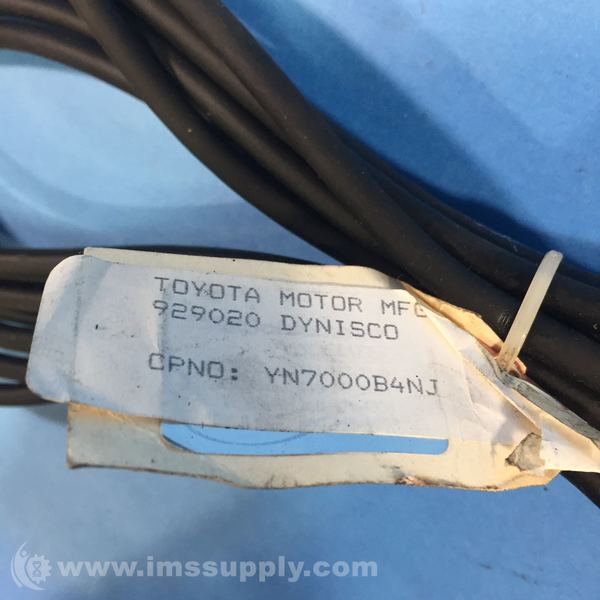 TOYOTA MOTOR MFG
929020 DYNISCO
CPNO: YN7000B4NJ
www.imssupply.com